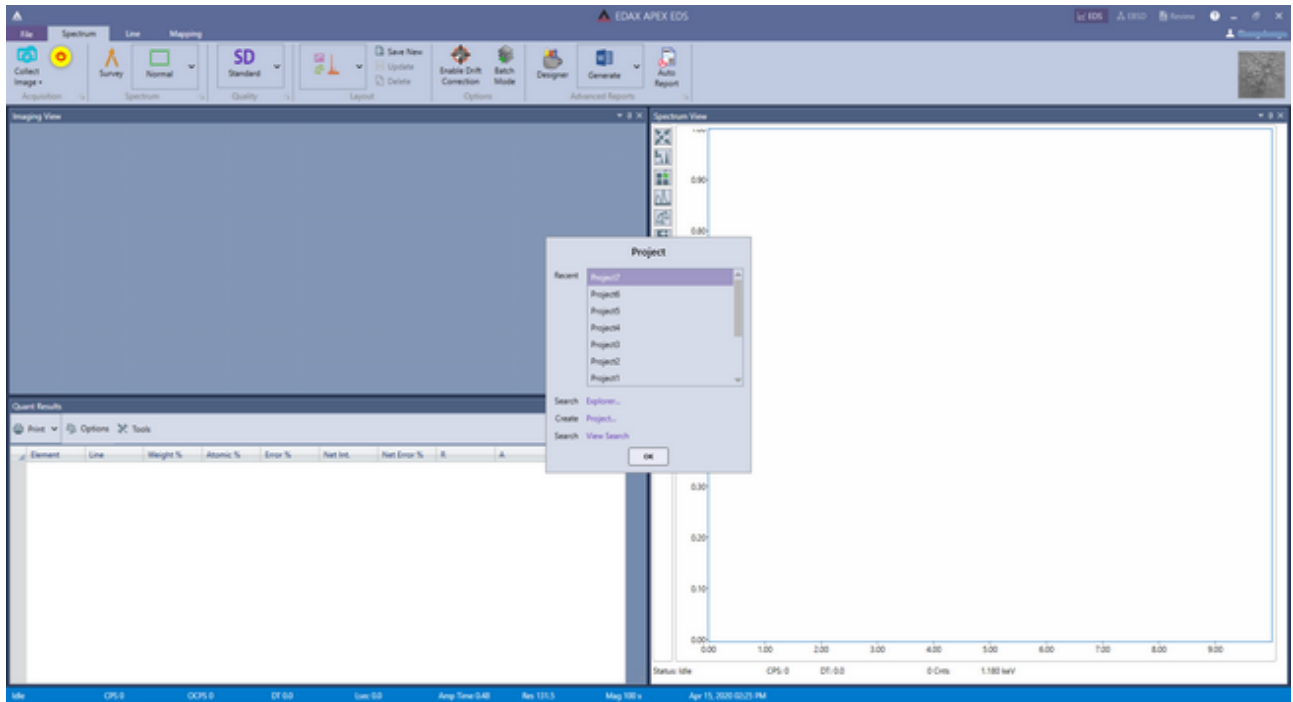 EDAX APEX EDS
EDS EBSD Review
File Spectrum Line Mapping
Collect Image
Survey
Normal
SD
Standard
Save New
Update
Delete
Enable Drift Correction
Batch Mode
Designer
Generate
Auto Report
Acquisition Spectrum Quality Layout Options Advanced Reports
Imaging View
Spectrum View
1.00
0.90
0.80
Project
Recent
Project7
Project6
Project5
Project4
Project3
Project2
Project1
Search Explorer...
Create Project...
Search View Search
OK
Quant Results
Print Options Tools
Element Line Weight % Atomic % Error % Net Int. Net Error % R A
0.30
0.20
0.10
0.00
0.00 1.00 2.00 3.00 4.00 5.00 6.00 7.00 8.00 9.00
Status: Idle CPS: 0 DT: 0.0 0 Cnts 1.180 keV
Idle CPS 0 OCPS 0 DT 0.0 Lsec 0.0 Amp Time 0.48 Res 131.5 Mag 100 x Apr 15, 2020 02:25 PM